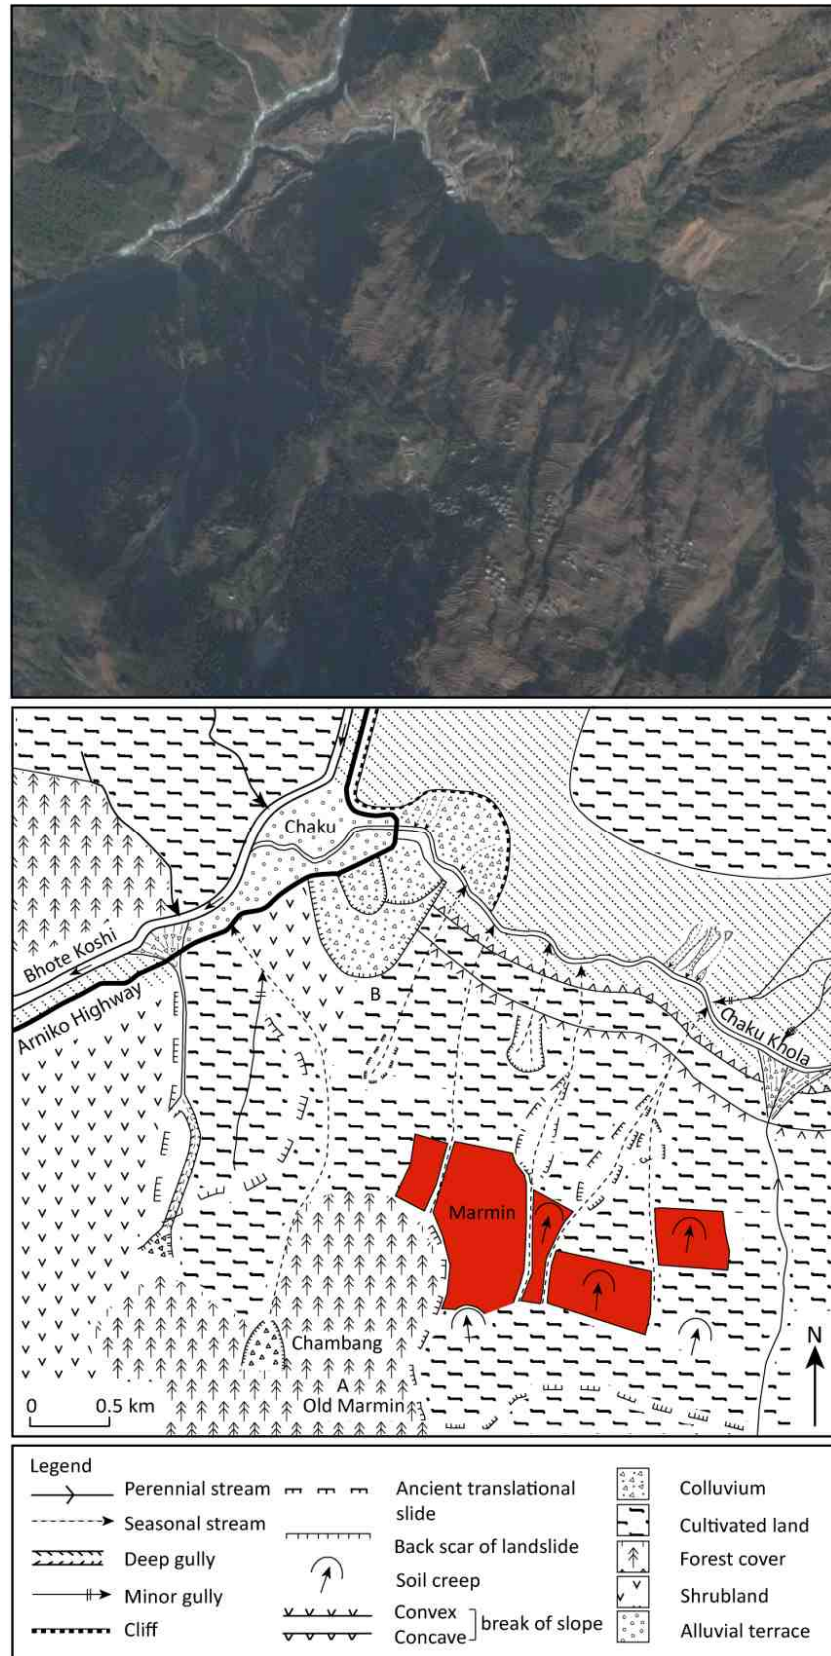 Chaku
Bhote Koshi
Arniko Highway
B
Chaku Khola
Marmin
Chambang
A
Old Marmin
N
0 0.5 km
Legend
Perennial stream
Seasonal stream
Deep gully
Minor gully
Cliff
Ancient translational
slide
Back scar of landslide
Soil creep
Convex
Concave
break of slope
Colluvium
Cultivated land
Forest cover
Shrubland
Alluvial terrace